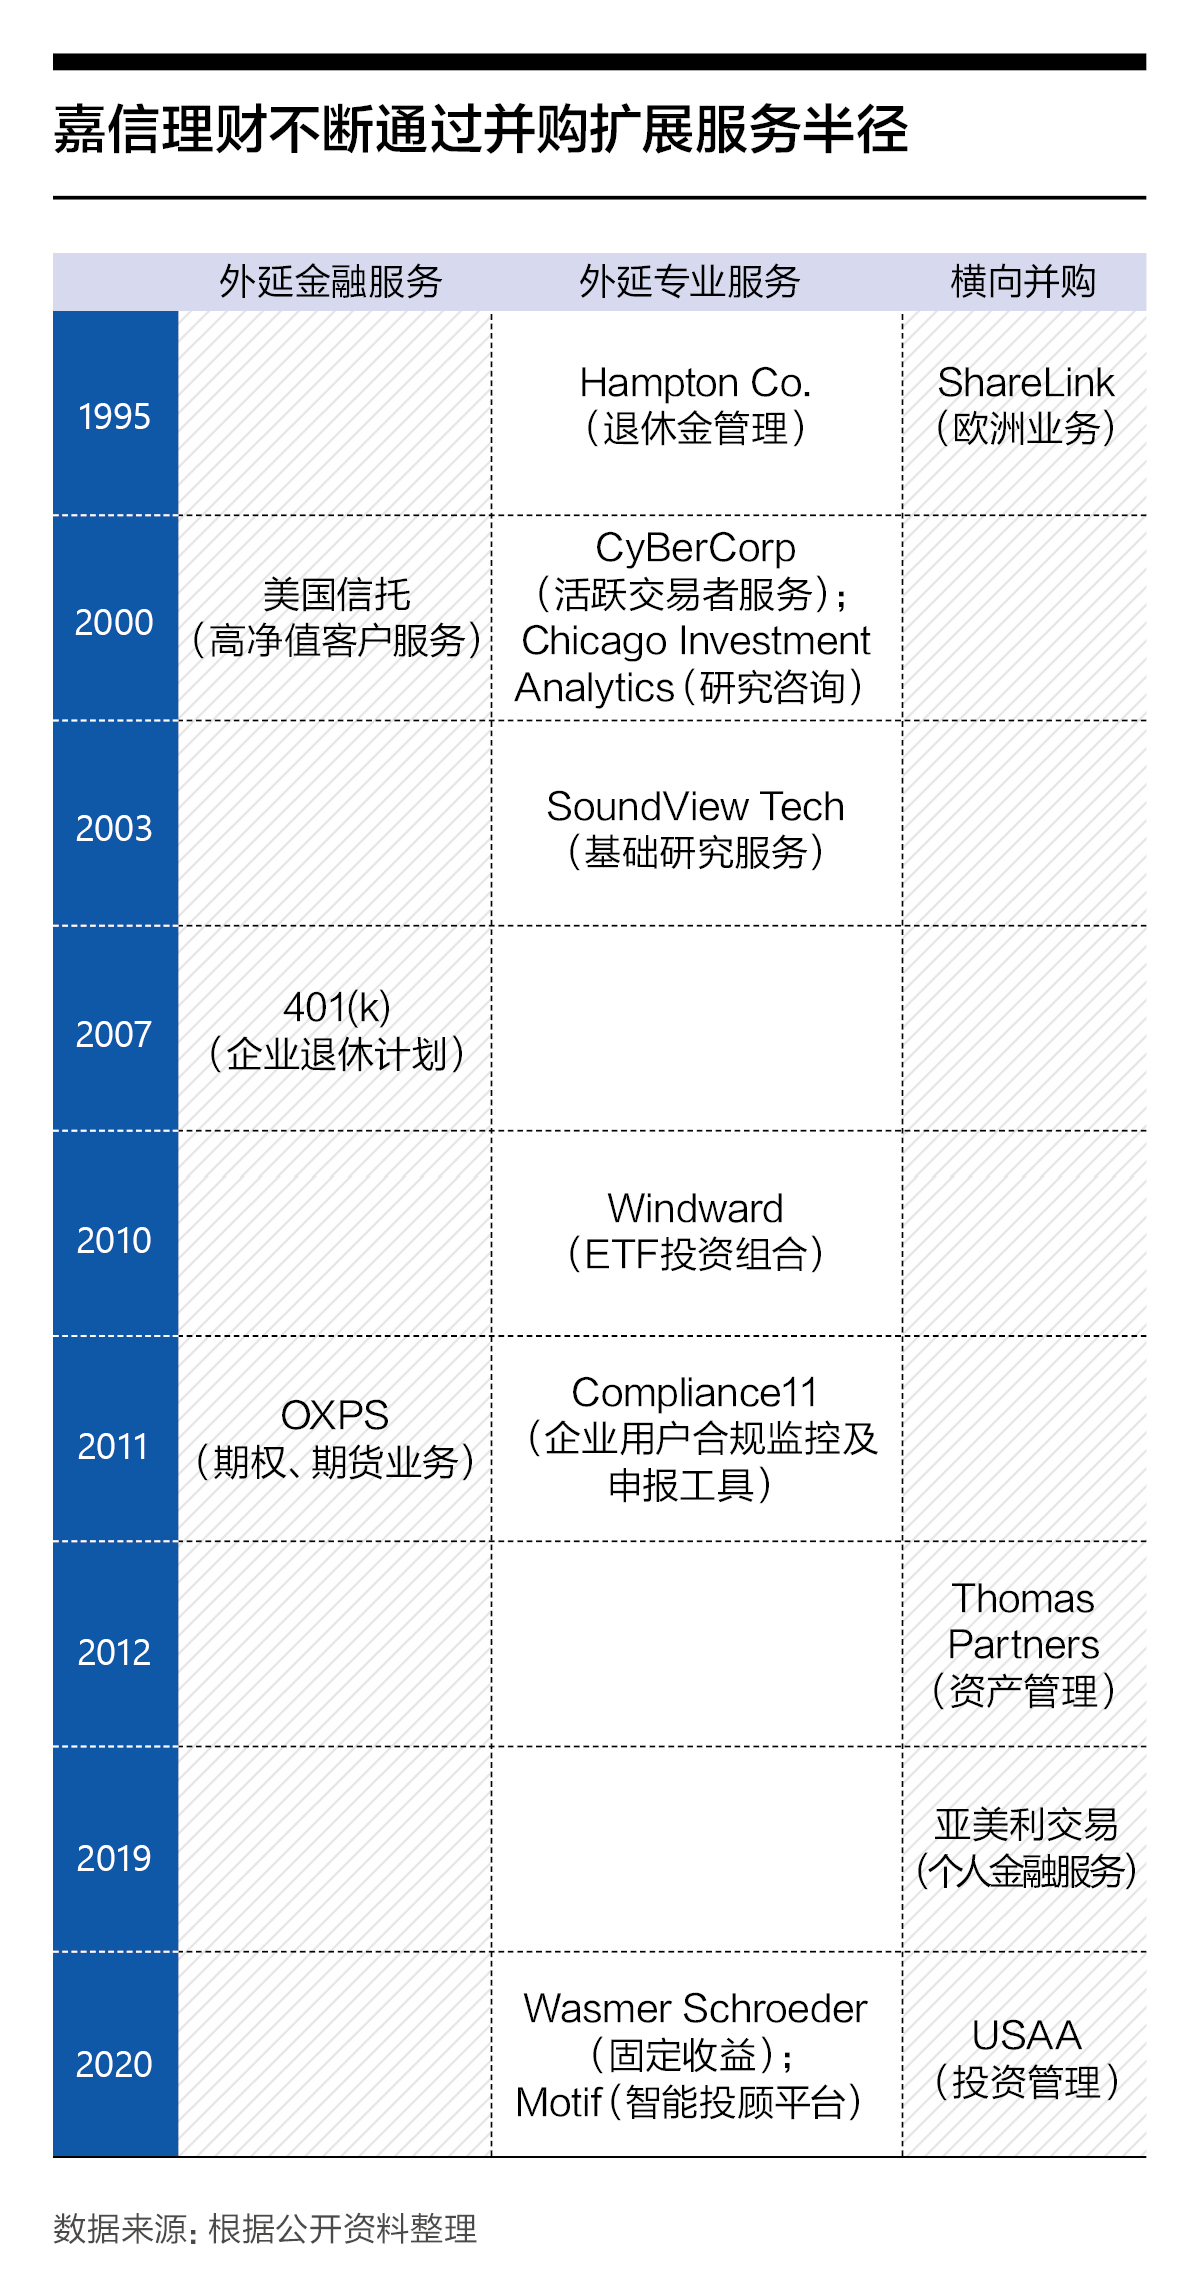 嘉信理财不断通过并购扩展服务半径
外延金融服务
外延专业服务
横向并购
1995
Hampton Co.
（退休金管理）
ShareLink
（欧洲业务）
2000
美国信托
（高净值客户服务）
CyBerCorp
（活跃交易者服务）；
Chicago Investment
Analytics（研究咨询）
2003
SoundView Tech
（基础研究服务）
2007
401(k)
（企业退休计划）
2010
Windward
（ETF投资组合）
2011
OXPS
（期权、期货业务）
Compliance11
（企业用户合规监控及
申报工具）
2012
Thomas
Partners
（资产管理）
2019
亚美利交易
（个人金融服务）
2020
Wasmer Schroeder
（固定收益）；
Motif（智能投顾平台）
USAA
（投资管理）
数据来源：根据公开资料整理